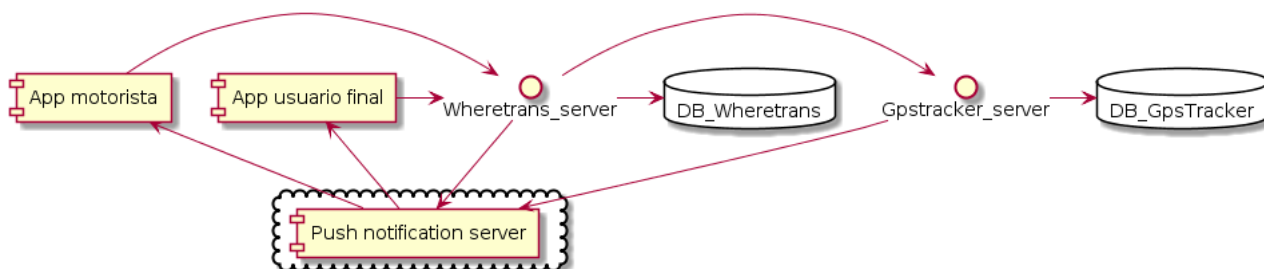 App motorista
App usuario final
Wheretrans_server
DB_Wheretrans
Gpstracker_server
DB_GpsTracker
Push notification server